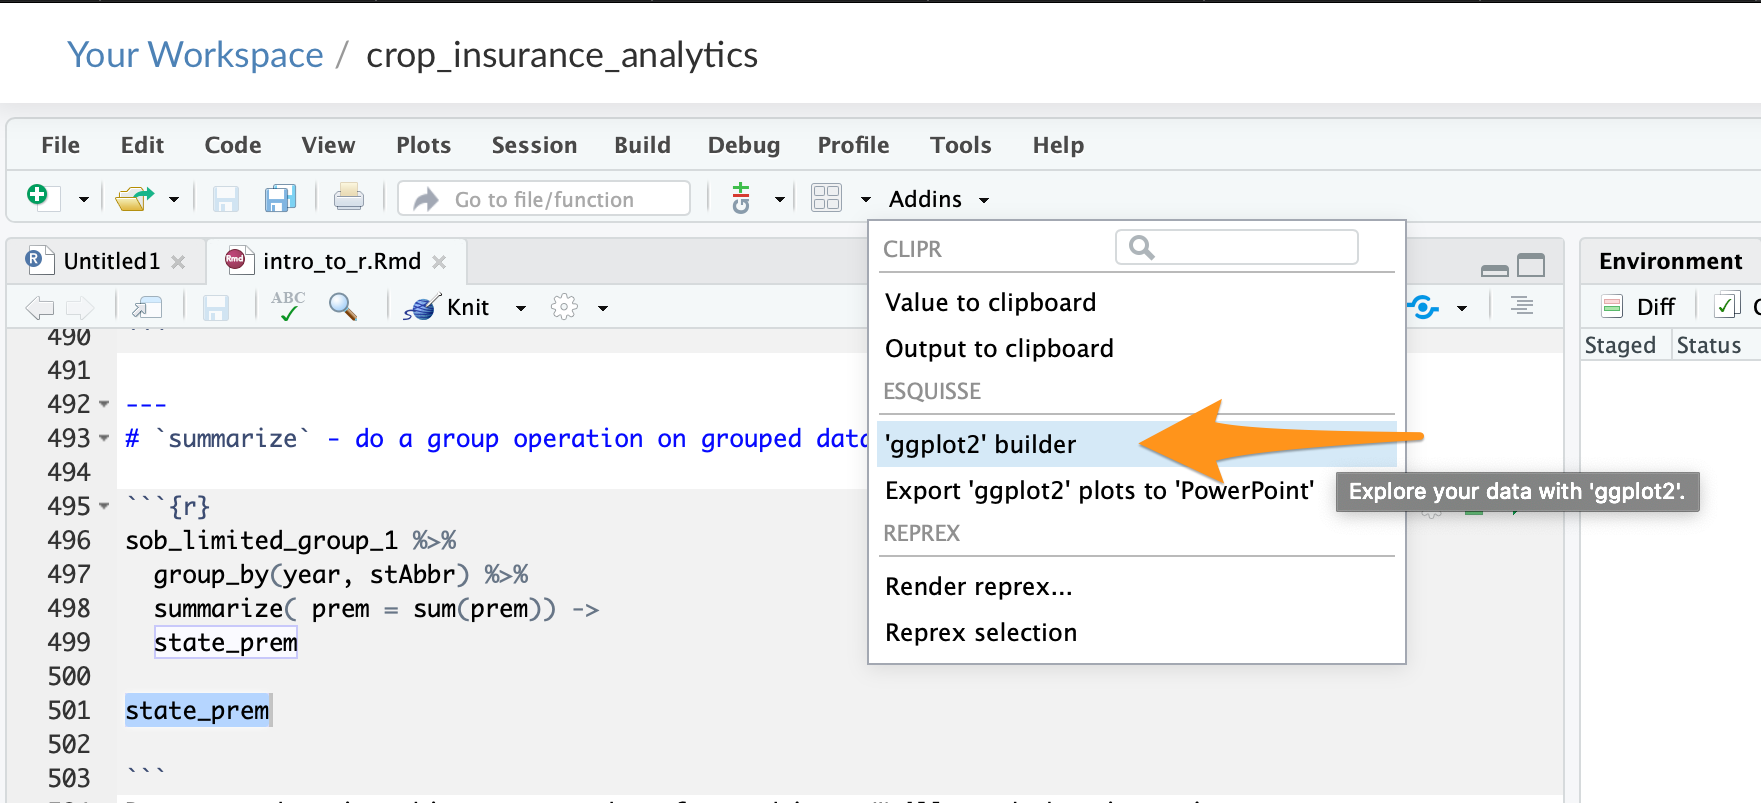 Your Workspace / crop_insurance_analytics
File Edit Code View Plots Session Build Debug Profile Tools Help
Go to file/function Addins
Untitled1 intro_to_r.Rmd
Environment
ABC Knit
Diff
Staged Status
CLIPR
Value to clipboard
Output to clipboard
ESQUISSE
'ggplot2' builder
Export 'ggplot2' plots to 'PowerPoint'
Explore your data with 'ggplot2'.
REPREX
Render reprex...
Reprex selection
490 ```
491
492 ---
493 # `summarize` - do a group operation on grouped data
494
495 ```{r}
496 sob_limited_group_1 %>%
497 group_by(year, stAbbr) %>%
498 summarize( prem = sum(prem)) ->
499 state_prem
500
501 state_prem
502
503 ```